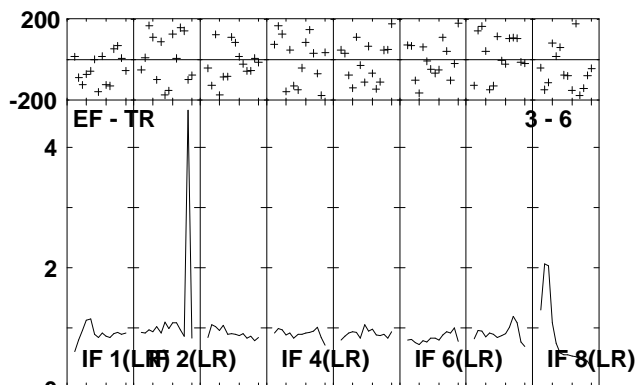 200
-200
EF - TR 3 - 6
4
2
0
IF 1(LR) IF 2(LR) IF 4(LR) IF 6(LR) IF 8(LR)